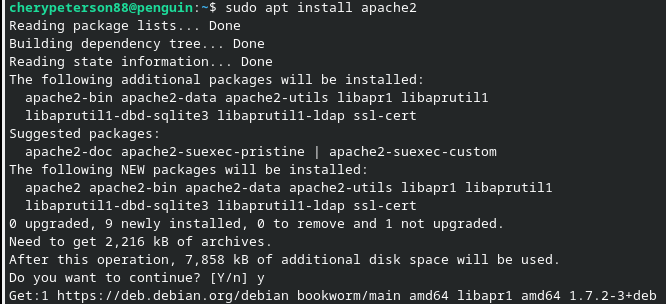 cherypeterson88@penguin:~$ sudo apt install apache2
Reading package lists... Done
Building dependency tree... Done
Reading state information... Done
The following additional packages will be installed:
  apache2-bin apache2-data apache2-utils libapr1 libaprutil1
  libaprutil1-dbd-sqlite3 libaprutil1-ldap ssl-cert
Suggested packages:
  apache2-doc apache2-suexec-pristine | apache2-suexec-custom
The following NEW packages will be installed:
  apache2 apache2-bin apache2-data apache2-utils libapr1 libaprutil1
  libaprutil1-dbd-sqlite3 libaprutil1-ldap ssl-cert
0 upgraded, 9 newly installed, 0 to remove and 1 not upgraded.
Need to get 2,216 kB of archives.
After this operation, 7,858 kB of additional disk space will be used.
Do you want to continue? [Y/n] y
Get:1 https://deb.debian.org/debian bookworm/main amd64 libapr1 amd64 1.7.2-3+deb